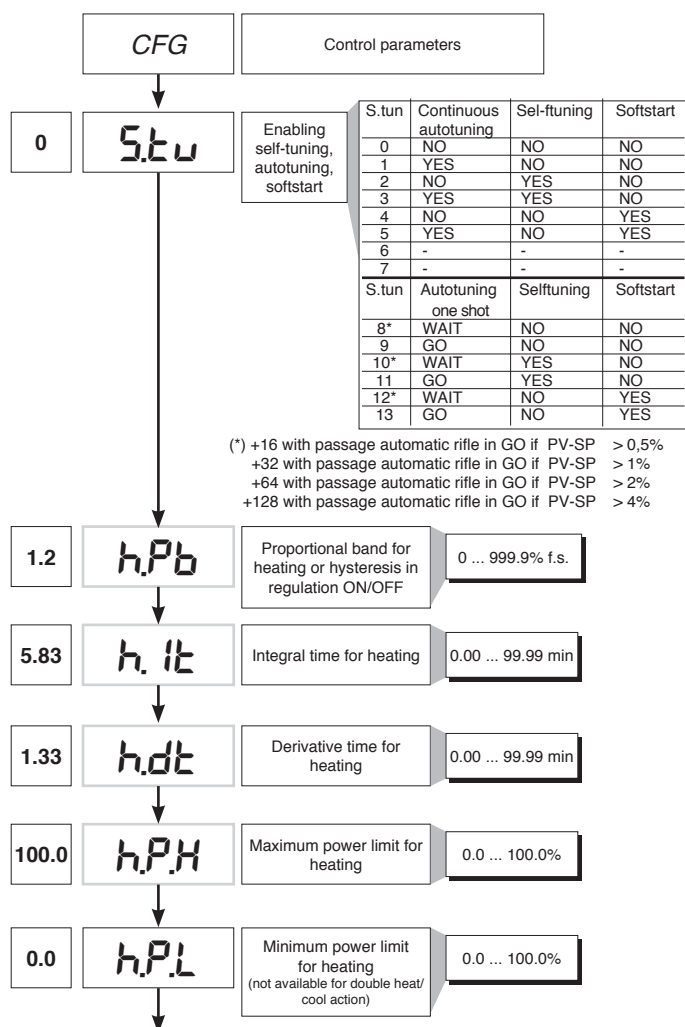 CFG
Control parameters
0
S.tu
Enabling
self-tuning,
autotuning,
softstart
S.tun Continuous autotuning Sel-ftuning Softstart
0 NO NO NO
1 YES NO NO
2 NO YES NO
3 YES YES NO
4 NO NO YES
5 YES NO YES
6 - - -
7 - - -
S.tun Autotuning one shot Selftuning Softstart
8* WAIT NO NO
9 GO NO NO
10* WAIT YES NO
11 GO YES NO
12* WAIT NO YES
13 GO NO YES
(*) +16 with passage automatic rifle in GO if PV-SP > 0,5%
+32 with passage automatic rifle in GO if PV-SP > 1%
+64 with passage automatic rifle in GO if PV-SP > 2%
+128 with passage automatic rifle in GO if PV-SP > 4%
1.2
h.Pb
Proportional band for
heating or hysteresis in
regulation ON/OFF
0 ... 999.9% f.s.
5.83
h.It
Integral time for heating
0.00 ... 99.99 min
1.33
h.dt
Derivative time for
heating
0.00 ... 99.99 min
100.0
h.P.H
Maximum power limit for
heating
0.0 ... 100.0%
0.0
h.P.L
Minimum power limit
for heating
(not available for double heat/
cool action)
0.0 ... 100.0%